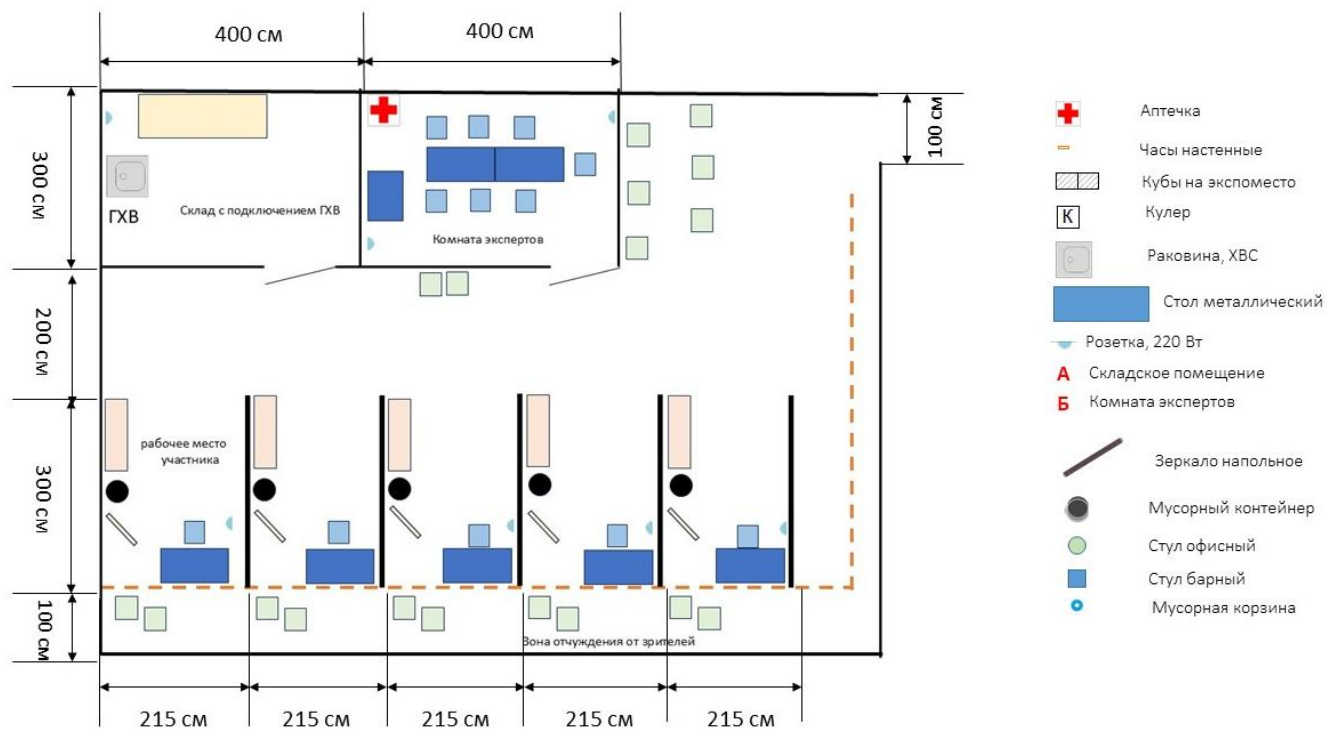 400 см
400 см
300 см
200 см
300 см
100 см
100 см
ГХВ
Склад с подключением ГХВ
Комната экспертов
рабочее место
участника
Зона отчуждения от зрителей
215 см
215 см
215 см
215 см
215 см
Аптечка
Часы настенные
Кубы на экспоместо
К
Кулер
Раковина, ХВС
Стол металлический
Розетка, 220 Вт
А Складское помещение
Б Комната экспертов
Зеркало напольное
Мусорный контейнер
Стул офисный
Стул барный
Мусорная корзина